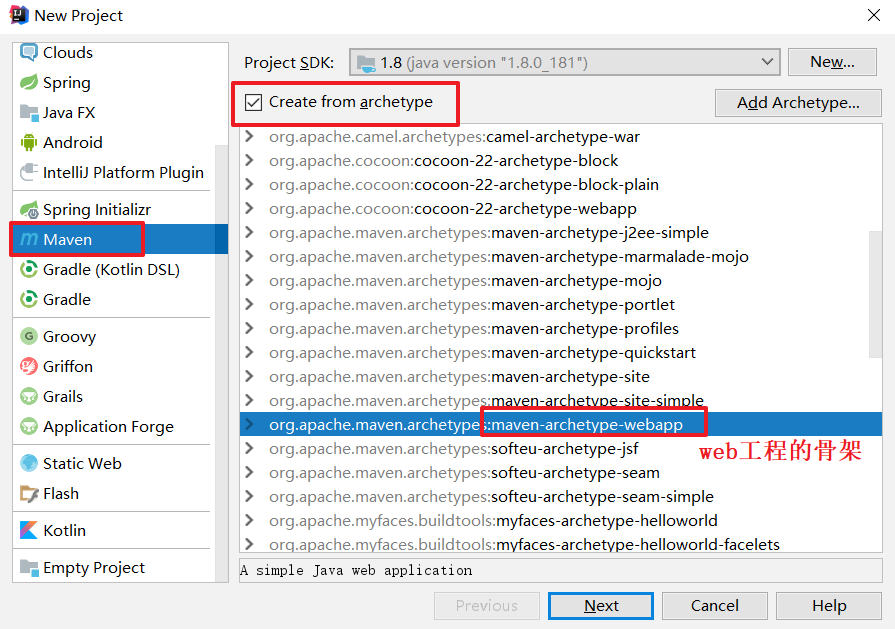 New Project
Clouds
Spring
Java FX
Android
IntelliJ Platform Plugin
Spring Initializr
Maven
Gradle (Kotlin DSL)
Gradle
Groovy
Griffon
Grails
Application Forge
Static Web
Flash
Kotlin
Empty Project
Project SDK: 1.8 (java version "1.8.0_181") New...
Create from archetype Add Archetype...
org.apache.camel.archetypes:camel-archetype-war
org.apache.cocoon:cocoon-22-archetype-block
org.apache.cocoon:cocoon-22-archetype-block-plain
org.apache.cocoon:cocoon-22-archetype-webapp
org.apache.maven.archetypes:maven-archetype-j2ee-simple
org.apache.maven.archetypes:maven-archetype-marmalade-mojo
org.apache.maven.archetypes:maven-archetype-mojo
org.apache.maven.archetypes:maven-archetype-portlet
org.apache.maven.archetypes:maven-archetype-profiles
org.apache.maven.archetypes:maven-archetype-quickstart
org.apache.maven.archetypes:maven-archetype-site
org.apache.maven.archetypes:maven-archetype-site-simple
org.apache.maven.archetypes:maven-archetype-webapp
web工程的骨架
org.apache.maven.archetypes:softeu-archetype-jsf
org.apache.maven.archetypes:softeu-archetype-seam
org.apache.maven.archetypes:softeu-archetype-seam-simple
org.apache.myfaces.buildtools:myfaces-archetype-helloworld
org.apache.myfaces.buildtools:myfaces-archetype-helloworld-facelets
A simple Java web application
Previous Next Cancel Help